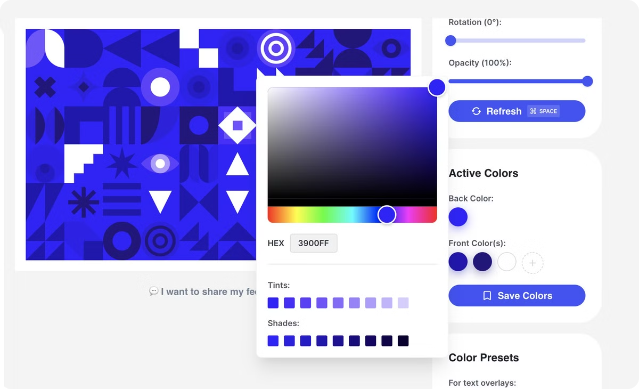 Rotation (0°):
Opacity (100%):
Refresh
⌘ SPACE
Active Colors
Back Color:
HEX
3900FF
Front Color(s):
+
Tints:
💬 I want to share my fee
Save Colors
Shades:
Color Presets
For text overlays: